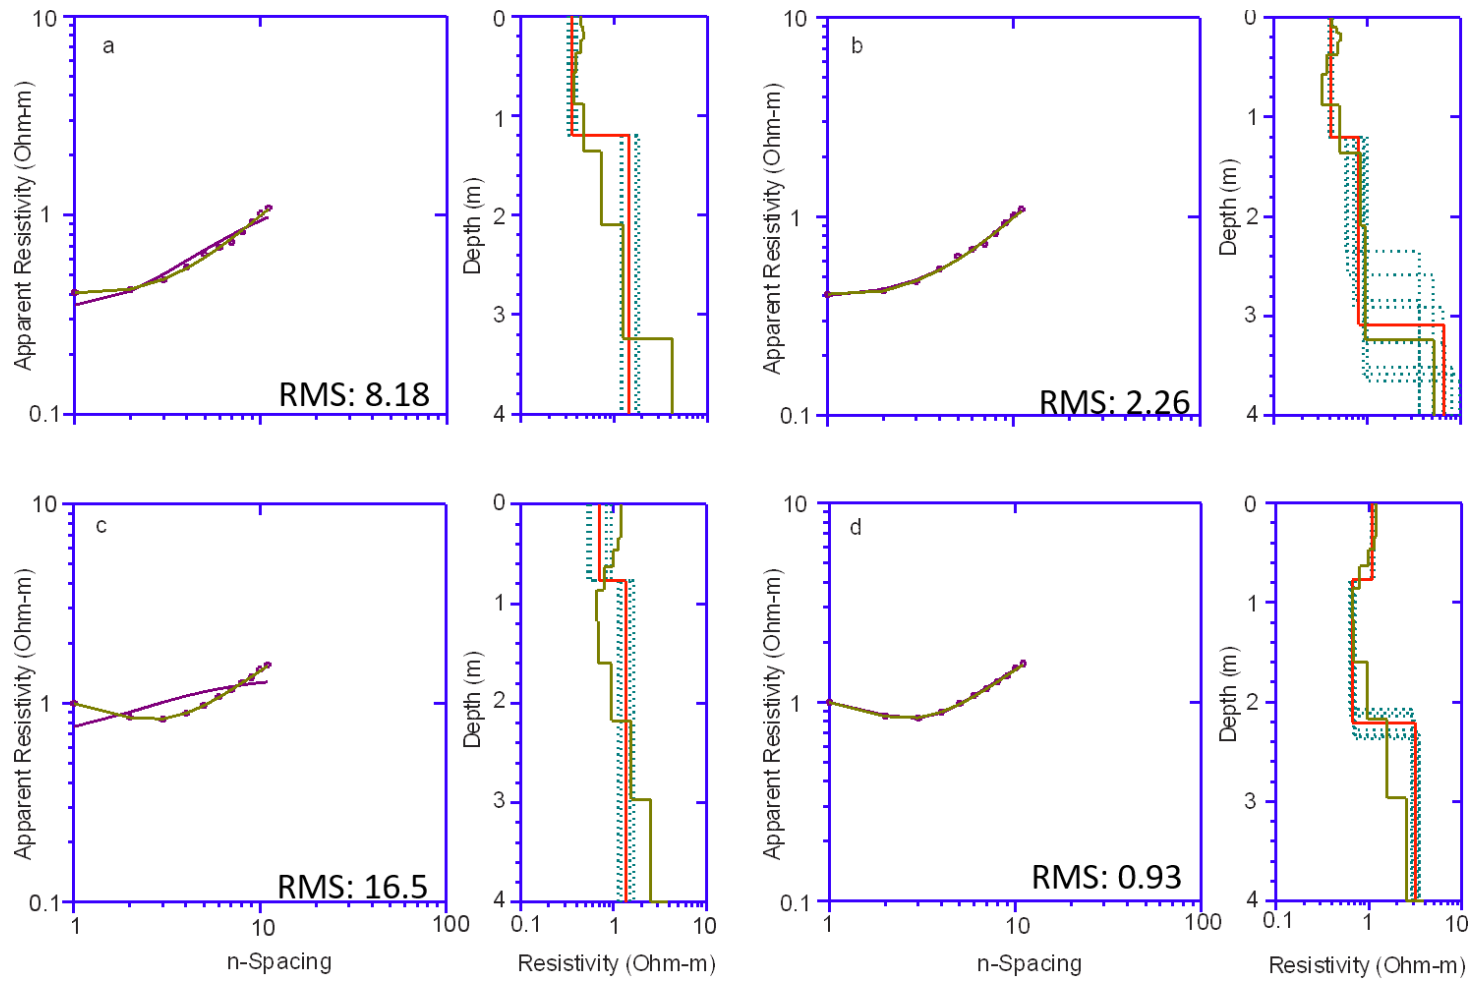 a
10
1
0.1
Apparent Resistivity (Ohm-m)
RMS: 8.18
0
1
2
3
4
Depth (m)
b
10
1
0.1
Apparent Resistivity (Ohm-m)
RMS: 2.26
0
1
2
3
4
Depth (m)
c
10
1
0.1
Apparent Resistivity (Ohm-m)
RMS: 16.5
1
10
100
n-Spacing
0
1
2
3
4
Depth (m)
0.1
1
10
Resistivity (Ohm-m)
d
10
1
0.1
Apparent Resistivity (Ohm-m)
RMS: 0.93
1
10
100
n-Spacing
0
1
2
3
4
Depth (m)
0.1
1
10
Resistivity (Ohm-m)